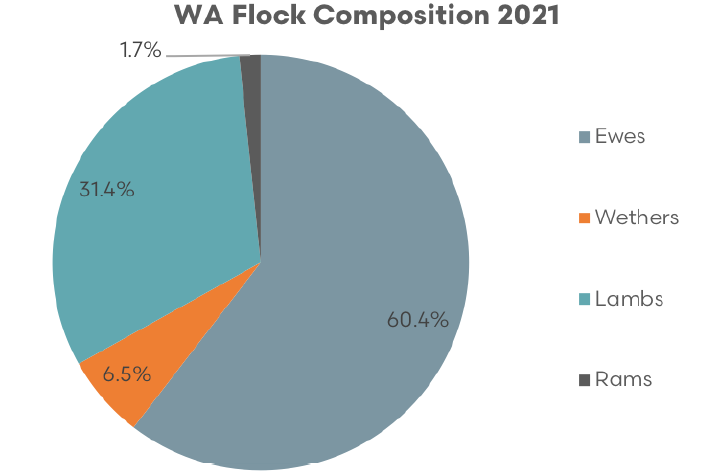 WA Flock Composition 2021
1.7%
Ewes
31.4%
Wethers
Lambs
60.4%
6.5%
Rams